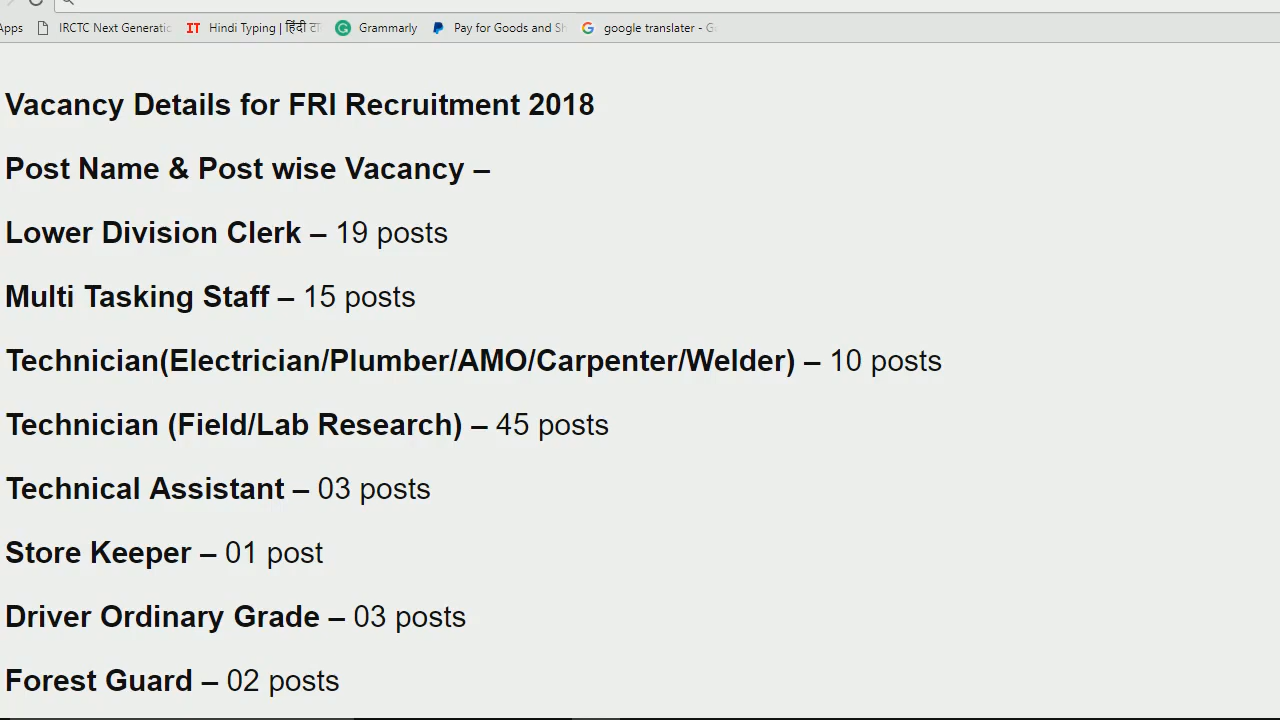 Apps IRCTC Next Generatic Hindi Typing | हिंदी टा Grammarly Pay for Goods and Sh google translater - G
Vacancy Details for FRI Recruitment 2018
Post Name & Post wise Vacancy –
Lower Division Clerk – 19 posts
Multi Tasking Staff – 15 posts
Technician(Electrician/Plumber/AMO/Carpenter/Welder) – 10 posts
Technician (Field/Lab Research) – 45 posts
Technical Assistant – 03 posts
Store Keeper – 01 post
Driver Ordinary Grade – 03 posts
Forest Guard – 02 posts